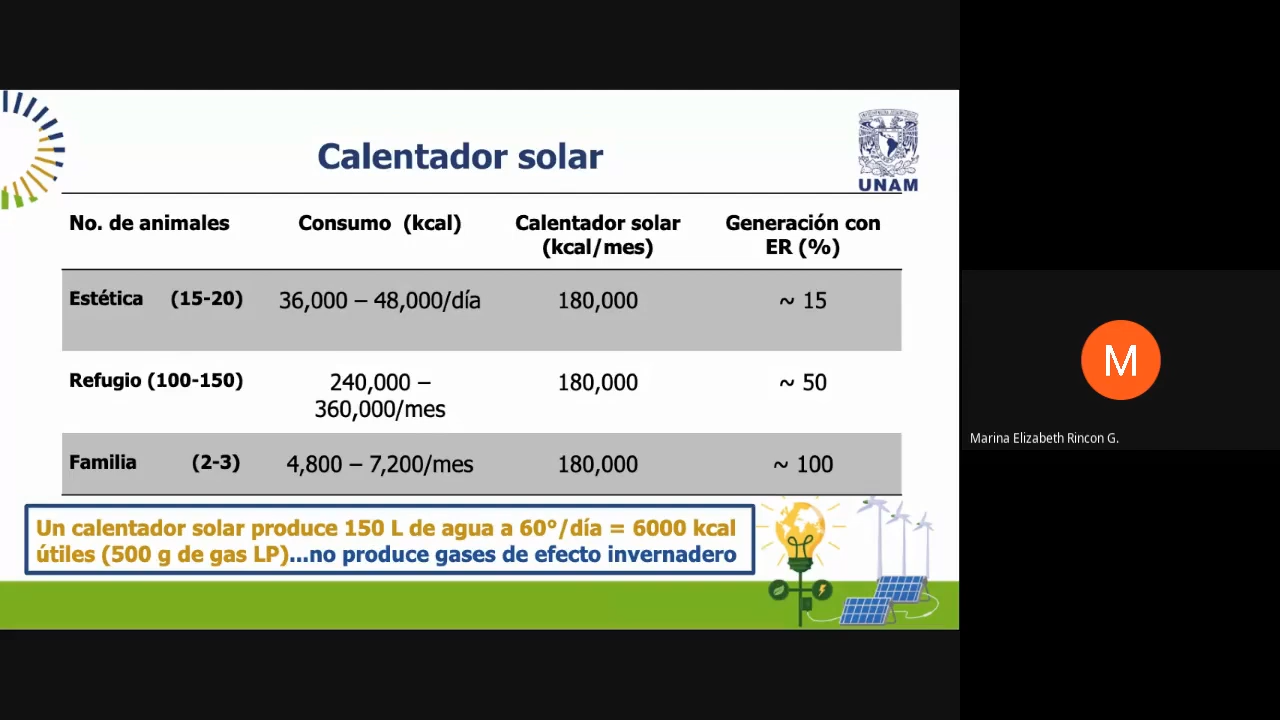 Calentador solar
UNAM
No. de animales Consumo (kcal) Calentador solar (kcal/mes) Generación con ER (%)
Estética (15-20) 36,000 – 48,000/día 180,000 ~ 15
Refugio (100-150) 240,000 – 360,000/mes 180,000 ~ 50
Familia (2-3) 4,800 – 7,200/mes 180,000 ~ 100
Un calentador solar produce 150 L de agua a 60°/día = 6000 kcal
útiles (500 g de gas LP)...no produce gases de efecto invernadero
M
Marina Elizabeth Rincon G.